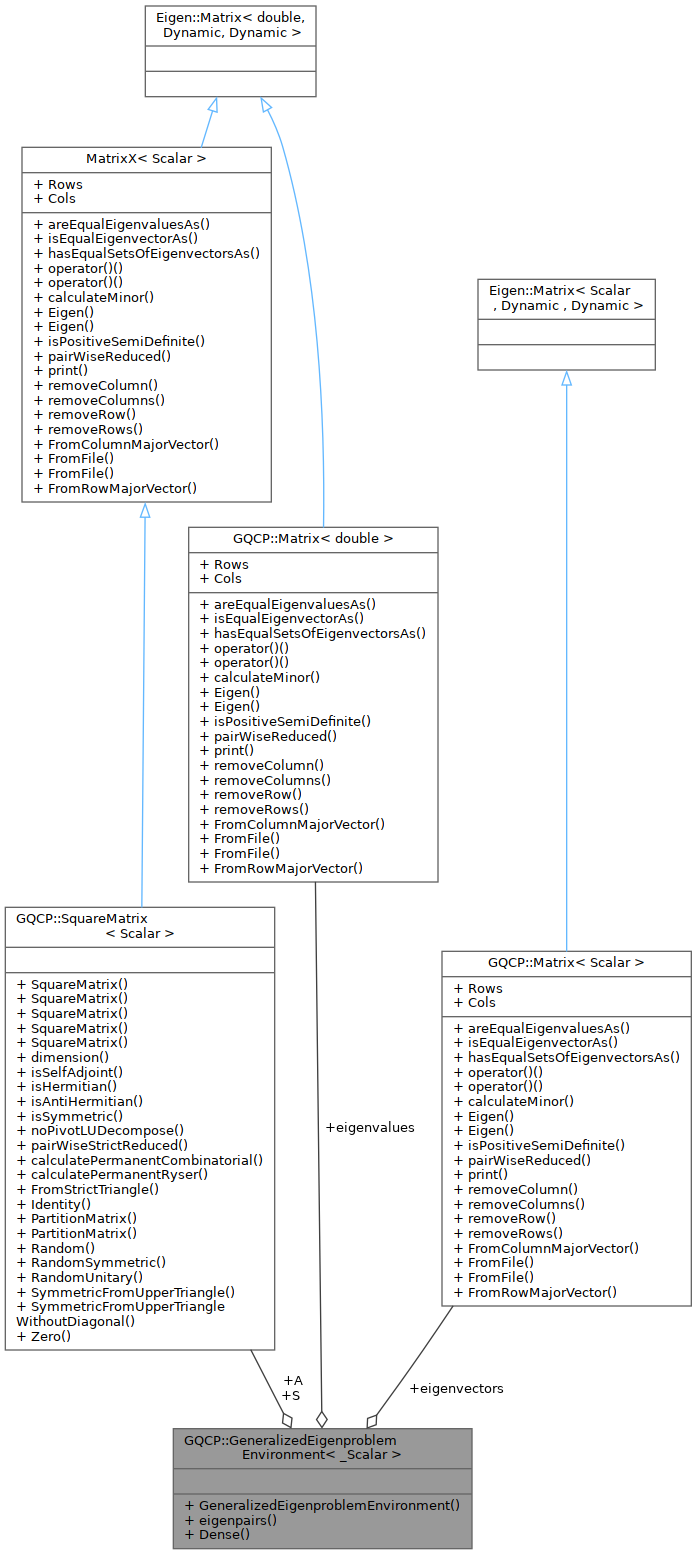 Eigen::Matrix< double,
Dynamic, Dynamic >
MatrixX< Scalar >
+ Rows
+ Cols
+ areEqualEigenvaluesAs()
+ isEqualEigenvectorAs()
+ hasEqualSetsOfEigenvectorsAs()
+ operator()()
+ operator()()
+ calculateMinor()
+ Eigen()
+ Eigen()
+ isPositiveSemiDefinite()
+ pairWiseReduced()
+ print()
+ removeColumn()
+ removeColumns()
+ removeRow()
+ removeRows()
+ FromColumnMajorVector()
+ FromFile()
+ FromFile()
+ FromRowMajorVector()
Eigen::Matrix< Scalar
, Dynamic , Dynamic >
GQCP::Matrix< double >
+ Rows
+ Cols
+ areEqualEigenvaluesAs()
+ isEqualEigenvectorAs()
+ hasEqualSetsOfEigenvectorsAs()
+ operator()()
+ operator()()
+ calculateMinor()
+ Eigen()
+ Eigen()
+ isPositiveSemiDefinite()
+ pairWiseReduced()
+ print()
+ removeColumn()
+ removeColumns()
+ removeRow()
+ removeRows()
+ FromColumnMajorVector()
+ FromFile()
+ FromFile()
+ FromRowMajorVector()
GQCP::SquareMatrix
< Scalar >
+ SquareMatrix()
+ SquareMatrix()
+ SquareMatrix()
+ SquareMatrix()
+ SquareMatrix()
+ dimension()
+ isSelfAdjoint()
+ isHermitian()
+ isAntiHermitian()
+ isSymmetric()
+ noPivotLUDecompose()
+ pairWiseStrictReduced()
+ calculatePermanentCombinatorial()
+ calculatePermanentRyser()
+ FromStrictTriangle()
+ Identity()
+ PartitionMatrix()
+ PartitionMatrix()
+ Random()
+ RandomSymmetric()
+ RandomUnitary()
+ SymmetricFromUpperTriangle()
+ SymmetricFromUpperTriangle
WithoutDiagonal()
+ Zero()
GQCP::Matrix< Scalar >
+ Rows
+ Cols
+ areEqualEigenvaluesAs()
+ isEqualEigenvectorAs()
+ hasEqualSetsOfEigenvectorsAs()
+ operator()()
+ operator()()
+ calculateMinor()
+ Eigen()
+ Eigen()
+ isPositiveSemiDefinite()
+ pairWiseReduced()
+ print()
+ removeColumn()
+ removeColumns()
+ removeRow()
+ removeRows()
+ FromColumnMajorVector()
+ FromFile()
+ FromFile()
+ FromRowMajorVector()
+eigenvalues
+A
+S
+eigenvectors
GQCP::GeneralizedEigenproblem
Environment< _Scalar >
+ GeneralizedEigenproblemEnvironment()
+ eigenpairs()
+ Dense()